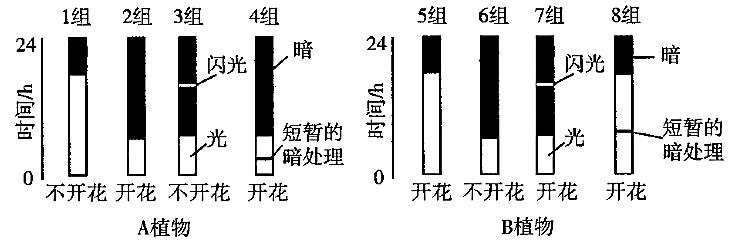 1组 2组 3组 4组
24
时间/h
0
暗
闪光
光
短暂的
暗处理
不开花 开花 不开花 开花
A植物
5组 6组 7组 8组
24
时间/h
0
暗
闪光
光
短暂的
暗处理
开花 不开花 开花 开花
B植物